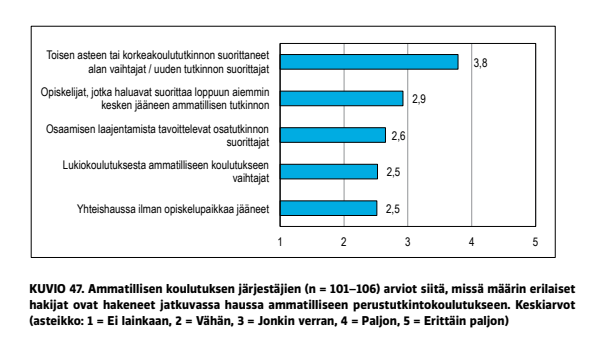 Toisen asteen tai korkeakoulututkinnon suorittaneet
alan vaihtajat / uuden tutkinnon suorittajat
3,8
Opiskelijat, jotka haluavat suorittaa loppuun aiemmin
kesken jääneen ammatillisen tutkinnon
2,9
Osaamisen laajentamista tavoittelevat osatutkinnon
suorittajat
2,6
Lukiokoulutuksesta ammatilliseen koulutukseen
vaihtajat
2,5
Yhteishaussa ilman opiskelupaikkaa jääneet
2,5
1 2 3 4 5
KUVIO 47. Ammatillisen koulutuksen järjestäjien (n = 101–106) arviot siitä, missä määrin erilaiset
hakijat ovat hakeneet jatkuvassa haussa ammatilliseen perustutkintokoulutukseen. Keskiarvot
(asteikko: 1 = Ei lainkaan, 2 = Vähän, 3 = Jonkin verran, 4 = Paljon, 5 = Erittäin paljon)